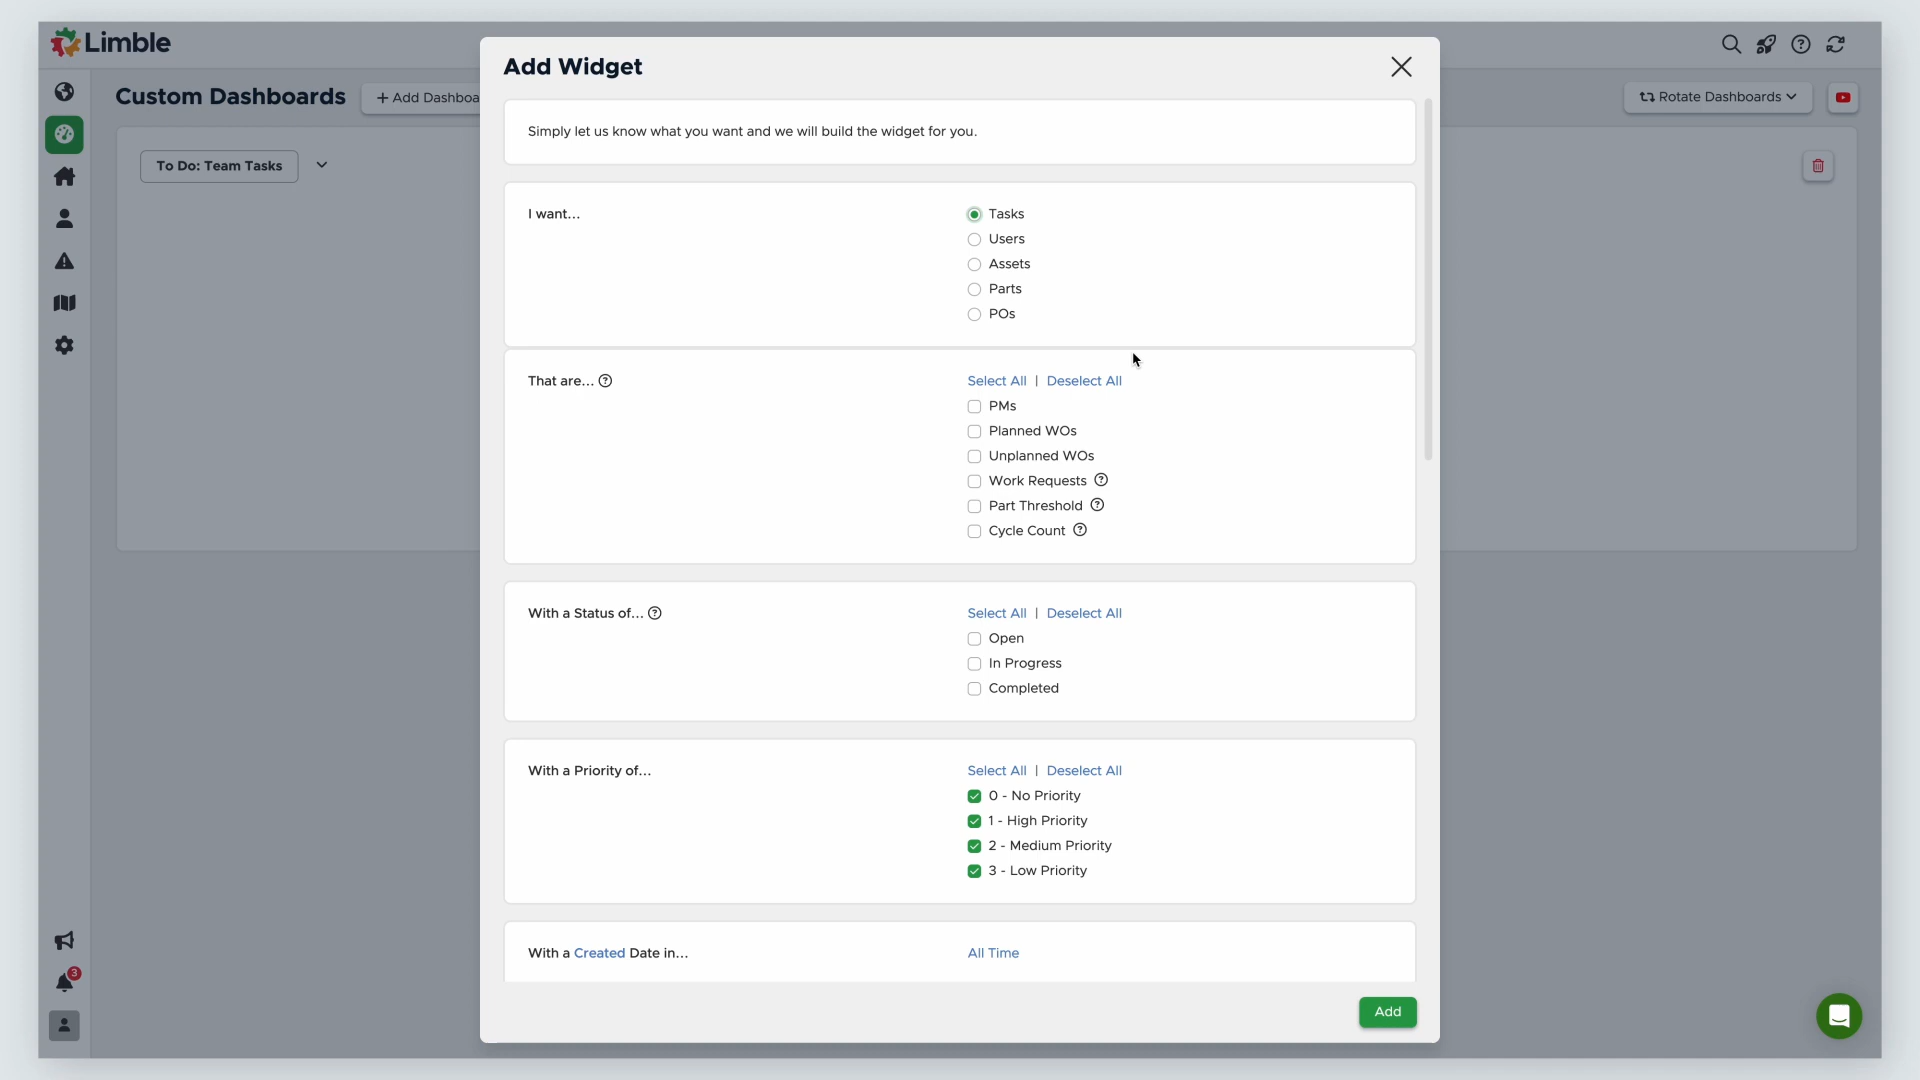 Limble
Custom Dashboards
+ Add Dashboa
Rotate Dashboards
To Do: Team Tasks
Add Widget
Simply let us know what you want and we will build the widget for you.
I want...
Tasks
Users
Assets
Parts
POs
That are...
Select All | Deselect All
PMs
Planned WOs
Unplanned WOs
Work Requests
Part Threshold
Cycle Count
With a Status of...
Select All | Deselect All
Open
In Progress
Completed
With a Priority of...
Select All | Deselect All
0 - No Priority
1 - High Priority
2 - Medium Priority
3 - Low Priority
With a Created Date in...
All Time
Add
3